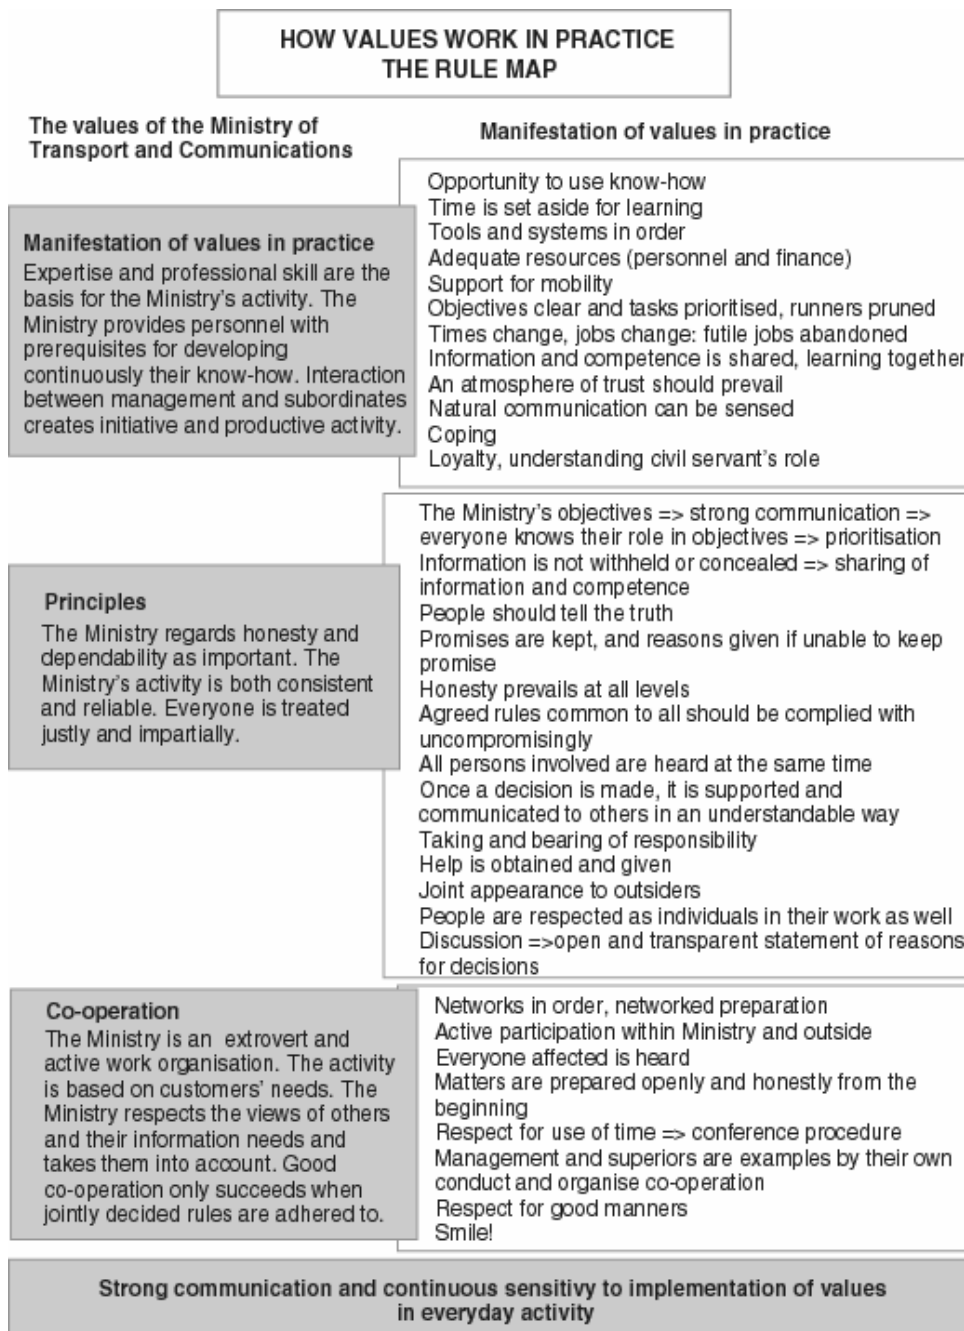 HOW VALUES WORK IN PRACTICE
THE RULE MAP
The values of the Ministry of
Transport and Communications
Manifestation of values in practice
Manifestation of values in practice
Expertise and professional skill are the
basis for the Ministry's activity. The
Ministry provides personnel with
prerequisites for developing
continuously their know-how. Interaction
between management and subordinates
creates initiative and productive activity.
Opportunity to use know-how
Time is set aside for learning
Tools and systems in order
Adequate resources (personnel and finance)
Support for mobility
Objectives clear and tasks prioritised, runners pruned
Times change, jobs change: futile jobs abandoned
Information and competence is shared, learning together
An atmosphere of trust should prevail
Natural communication can be sensed
Coping
Loyalty, understanding civil servant's role
Principles
The Ministry regards honesty and
dependability as important. The
Ministry's activity is both consistent
and reliable. Everyone is treated
justly and impartially.
The Ministry's objectives => strong communication =>
everyone knows their role in objectives => prioritisation
Information is not withheld or concealed => sharing of
information and competence
People should tell the truth
Promises are kept, and reasons given if unable to keep
promise
Honesty prevails at all levels
Agreed rules common to all should be complied with
uncompromisingly
All persons involved are heard at the same time
Once a decision is made, it is supported and
communicated to others in an understandable way
Taking and bearing of responsibility
Help is obtained and given
Joint appearance to outsiders
People are respected as individuals in their work as well
Discussion =>open and transparent statement of reasons
for decisions
Co-operation
The Ministry is an extrovert and
active work organisation. The activity
is based on customers' needs. The
Ministry respects the views of others
and their information needs and
takes them into account. Good
co-operation only succeeds when
jointly decided rules are adhered to.
Networks in order, networked preparation
Active participation within Ministry and outside
Everyone affected is heard
Matters are prepared openly and honestly from the
beginning
Respect for use of time => conference procedure
Management and superiors are examples by their own
conduct and organise co-operation
Respect for good manners
Smile!
Strong communication and continuous sensitivy to implementation of values
in everyday activity